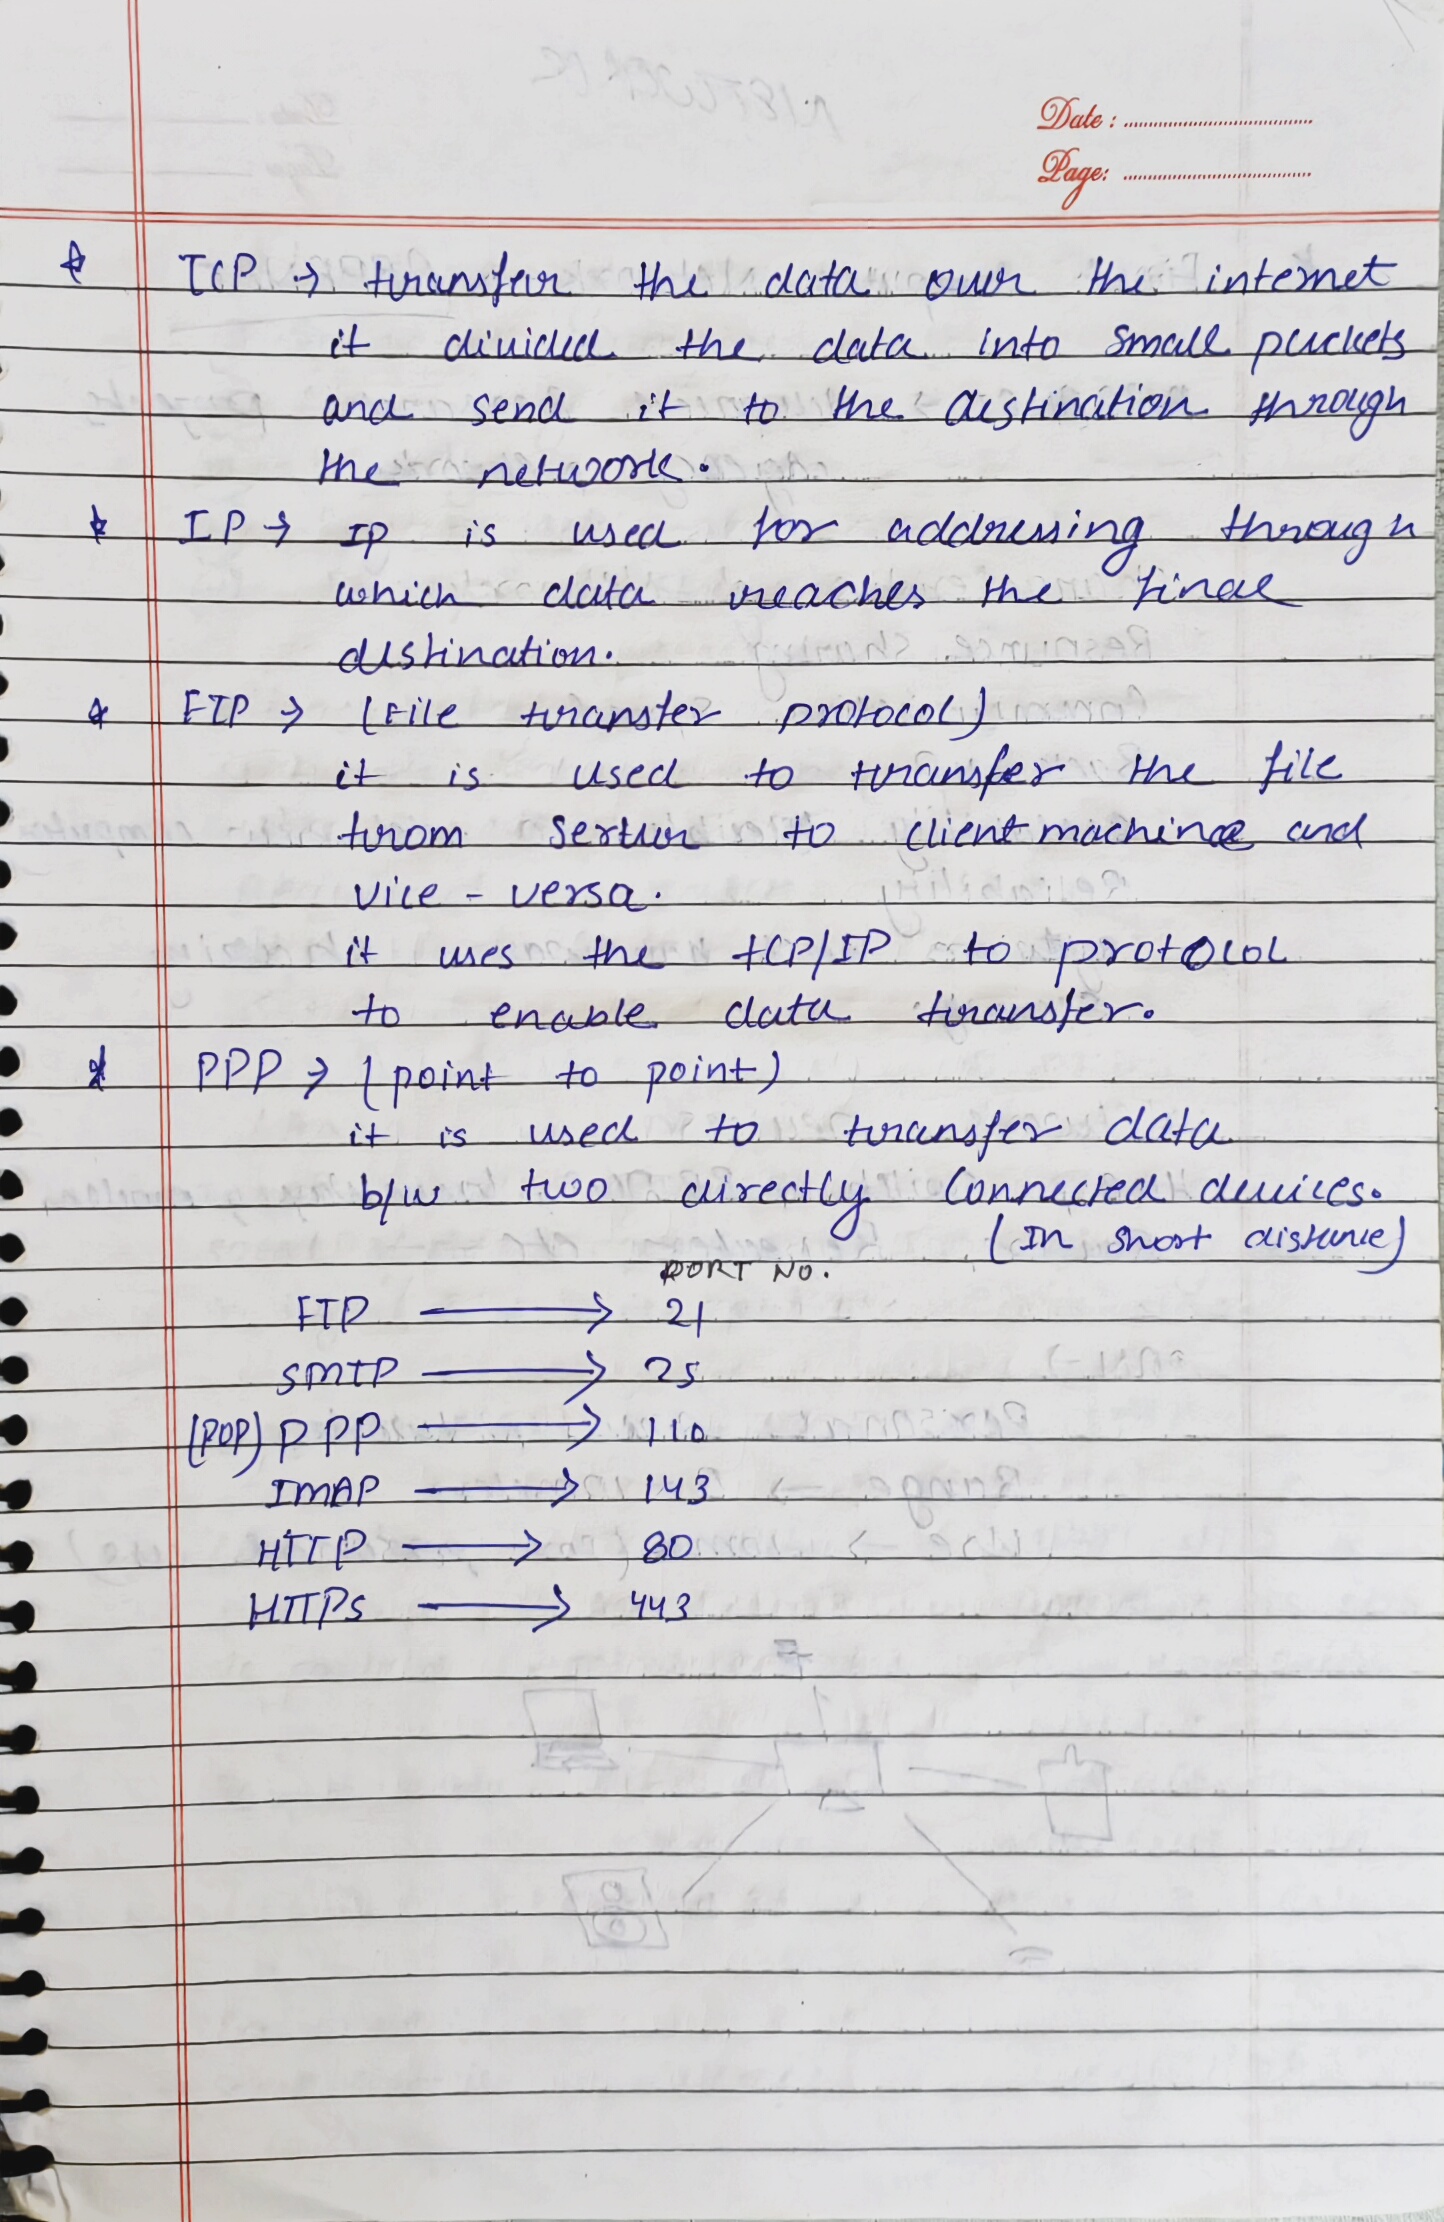 Date :
Page:
* TCP → transfer the data over the internet
it divided the data into small packets
and send it to the destination through
the network.
* IP → IP is used for addressing through
which data reaches the final
destination.
* FTP → (File transfer protocol)
it is used to transfer the file
from server to client machine and
vice - versa.
it uses the TCP/IP to protocol
to enable data transfer.
* PPP → (point to point)
it is used to transfer data
b/w two directly connected devices.
(In short distance)
PORT NO.
FTP → 21
SMTP → 25
(POP) PPP → 110
IMAP → 143
HTTP → 80
HTTPs → 443